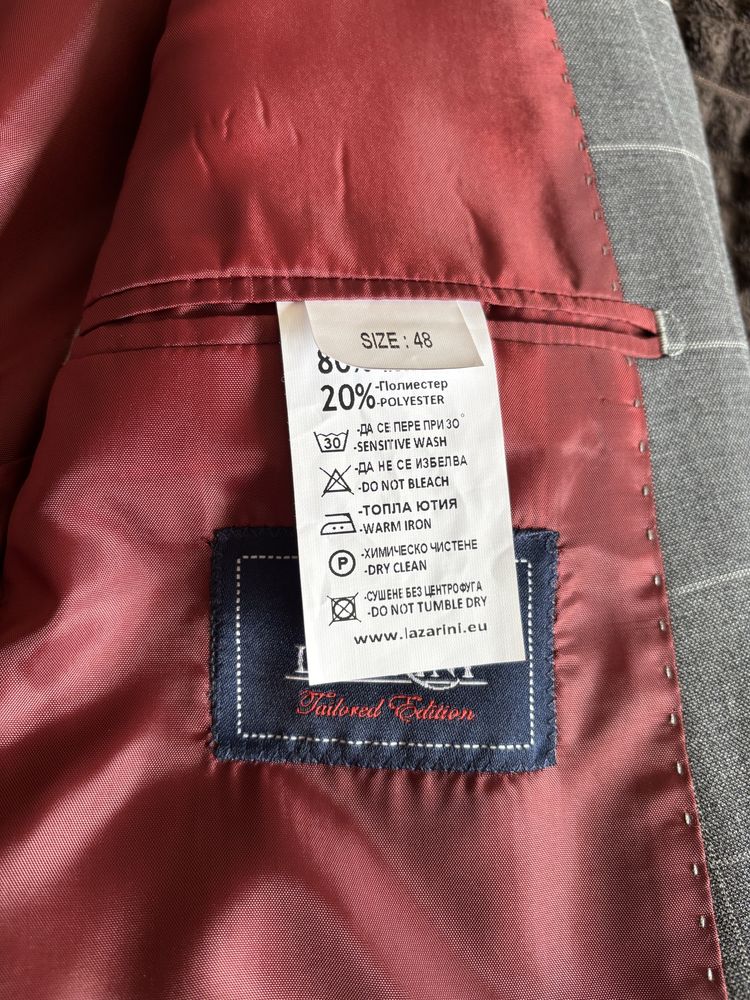 SIZE : 48
20% -Полиестер
-POLYESTER
30 -ДА СЕ ПЕРЕ ПРИ 30°
-SENSITIVE WASH
-ДА НЕ СЕ ИЗБЕЛВА
-DO NOT BLEACH
-ТОПЛА ЮТИЯ
-WARM IRON
P -ХИМИЧЕСКО ЧИСТЕНЕ
-DRY CLEAN
-СУШЕНЕ БЕЗ ЦЕНТРОФУГА
-DO NOT TUMBLE DRY
www.lazarini.eu
Tailored Edition